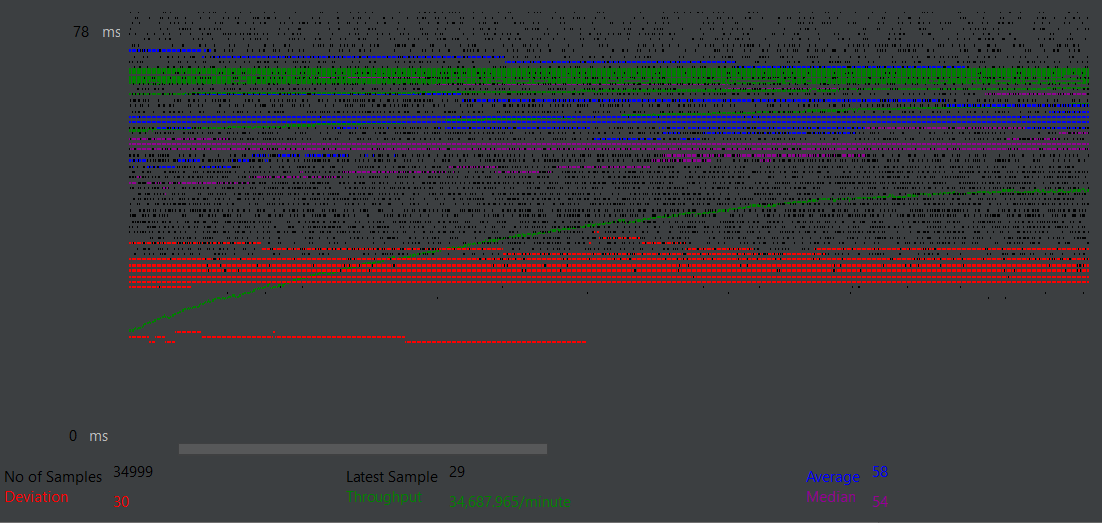 78 ms
0 ms
No of Samples 34999 Latest Sample 29 Average 58
Deviation 30 Throughput 34,687,965/minute Median 51